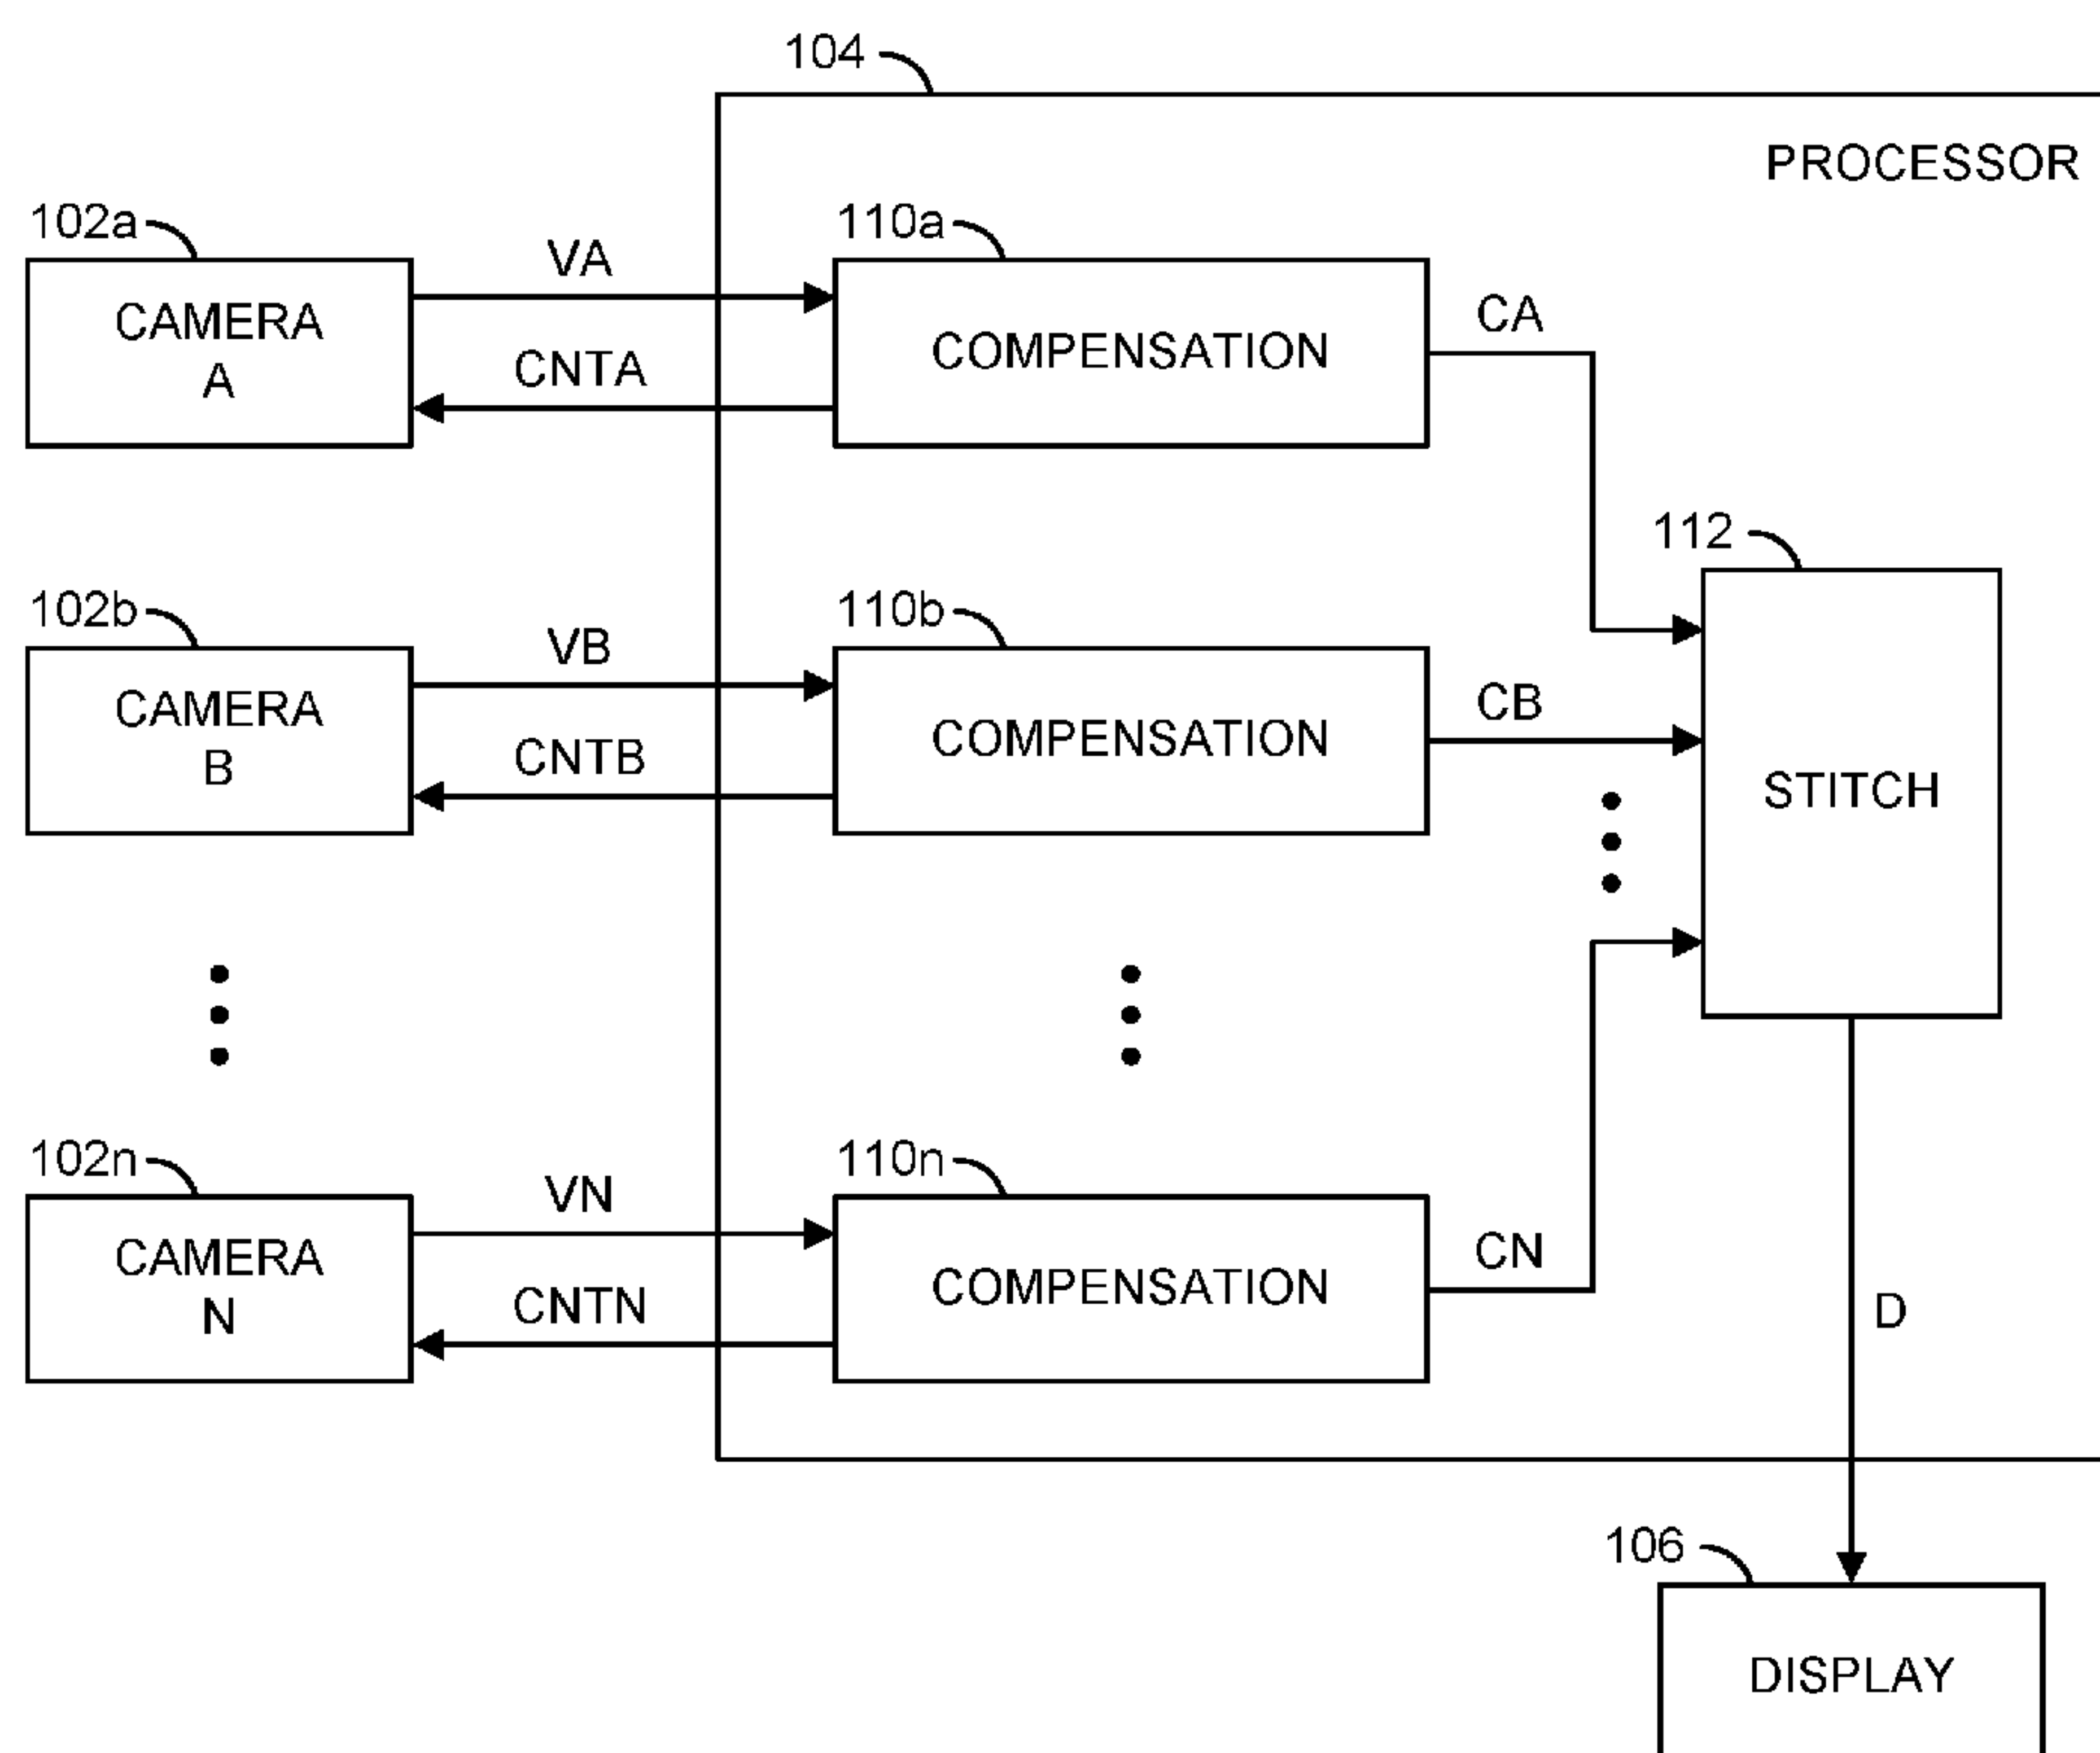 104
PROCESSOR
102a
VA
110a
CAMERA
A
CNTA
COMPENSATION
CA
112
102b
VB
110b
CAMERA
B
CNTB
COMPENSATION
CB
STITCH
102n
VN
110n
CAMERA
N
CNTN
COMPENSATION
CN
D
106
DISPLAY